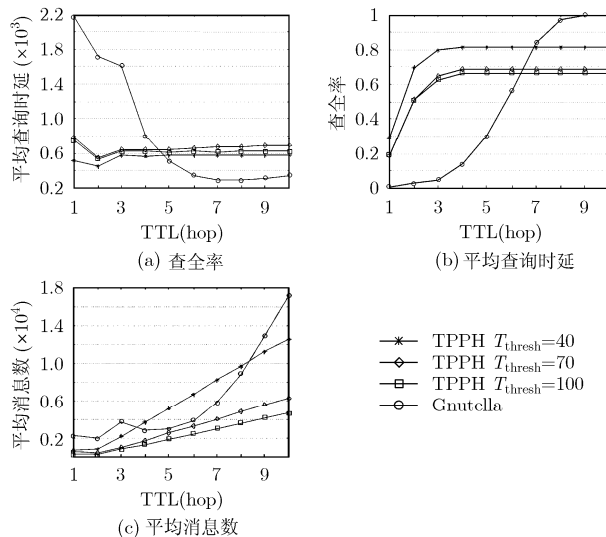 平均查询时延 (×10³)
2.2
1.8
1.4
1.0
0.6
0.2
1 3 5 7 9
TTL(hop)
(a) 查全率
查全率
1
0.8
0.6
0.4
0.2
0
1 3 5 7 9
TTL(hop)
(b) 平均查询时延
平均消息数 (×10⁴)
1.8
1.4
1.0
0.6
0.2
1 3 5 7 9
TTL(hop)
(c) 平均消息数
TPPH Tthresh=40
TPPH Tthresh=70
TPPH Tthresh=100
Gnutclla